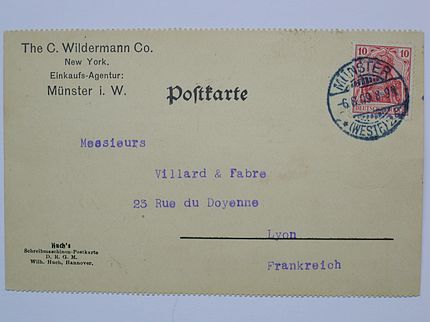 The C. Wildermann Co.
New York.
Einkaufs-Agentur:
Münster i. W.
Postkarte
10 10
MÜNSTER
(WESTF.)
Messieurs
Villard & Fabre
23 Rue du Doyenne
Lyon
Frankreich
Huch's
Schreibmaschinen-Postkarte
D. R. G. M.
Wilh. Huch, Hannover.